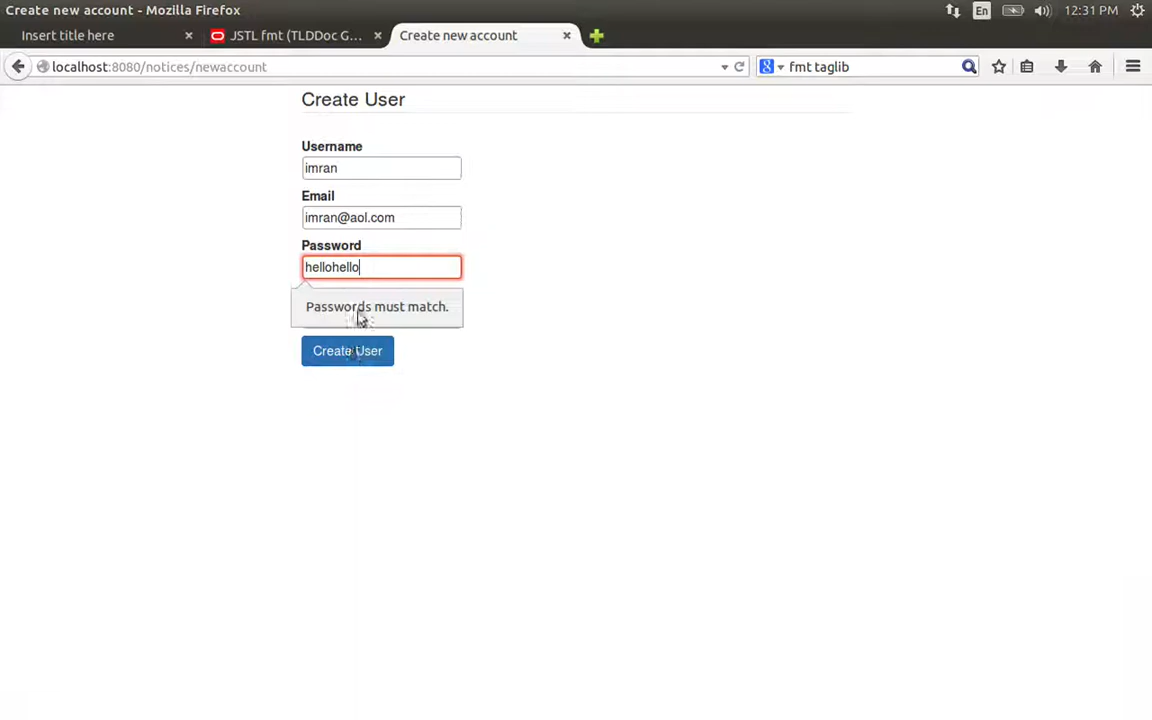 Create new account - Mozilla Firefox
En
12:31 PM
Insert title here
JSTL fmt (TLDDoc G...
Create new account
localhost:8080/notices/newaccount
fmt taglib
Create User
Username
imran
Email
imran@aol.com
Password
hellohello
Passwords must match.
Create User